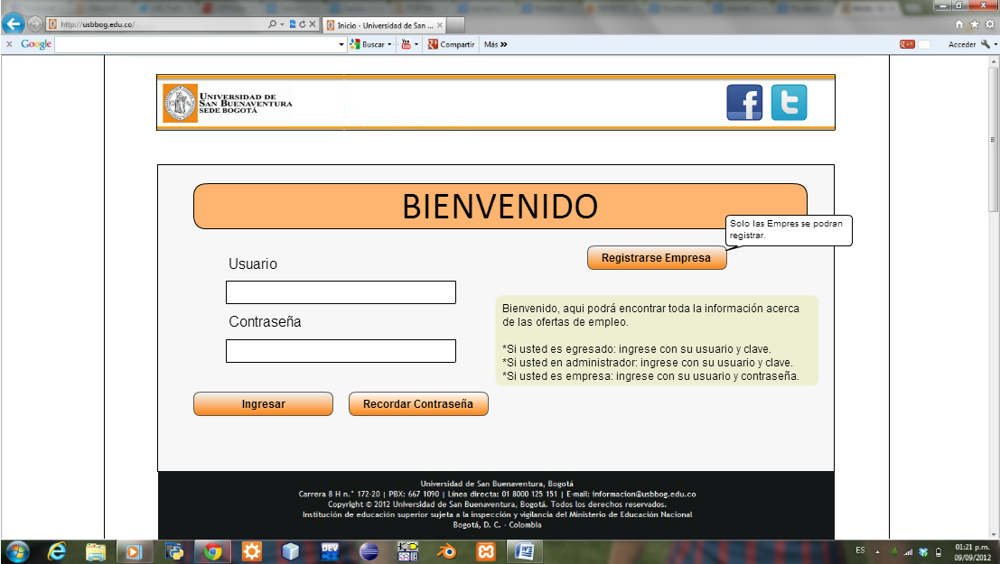 http://usbbog.edu.co/
Inicio - Universidad de San ...
Google
Buscar
Compartir
Más »
Acceder
UNIVERSIDAD DE
SAN BUENAVENTURA
SEDE BOGOTÁ
BIENVENIDO
Solo las Empres se podran
registrar.
Registrarse Empresa
Usuario
Contraseña
Bienvenido, aqui podrá encontrar toda la información acerca
de las ofertas de empleo.
*Si usted es egresado: ingrese con su usuario y clave.
*Si usted en administrador: ingrese con su usuario y clave.
*Si usted es empresa: ingrese con su usuario y contraseña.
Ingresar
Recordar Contraseña
Universidad de San Buenaventura, Bogotá
Carrera 8 H n.° 172-20 | PBX: 667 1090 | Línea directa: 01 8000 125 151 | E-mail: informacion@usbbog.edu.co
Copyright © 2012 Universidad de San Buenaventura, Bogotá. Todos los derechos reservados.
Institución de educación superior sujeta a la inspección y vigilancia del Ministerio de Educación Nacional
Bogotá, D. C. - Colombia
DEV
ES
01:21 p.m.
09/09/2012